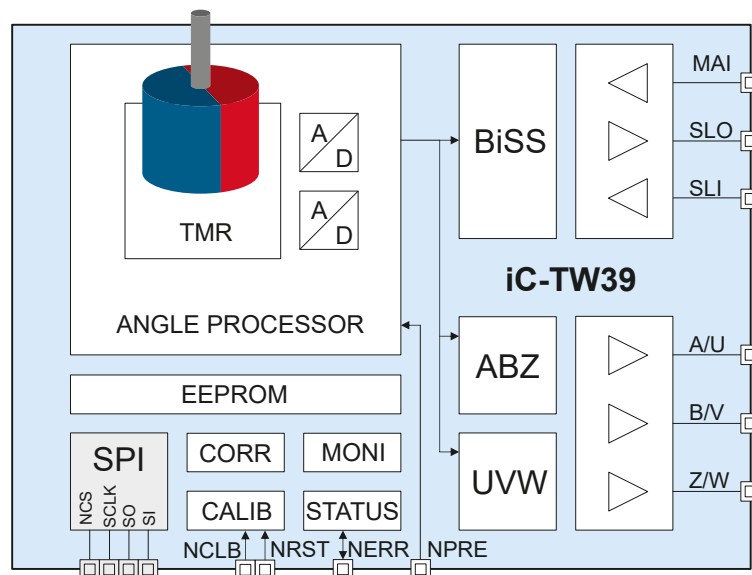 MAI
BiSS
SLO
SLI
A
D
A
D
TMR
iC-TW39
ANGLE PROCESSOR
ABZ
A/U
B/V
Z/W
EEPROM
SPI
CORR
MONI
UVW
NCS
SCLK
SO
SI
CALIB
STATUS
NCLB
NRST
NERR
NPRE